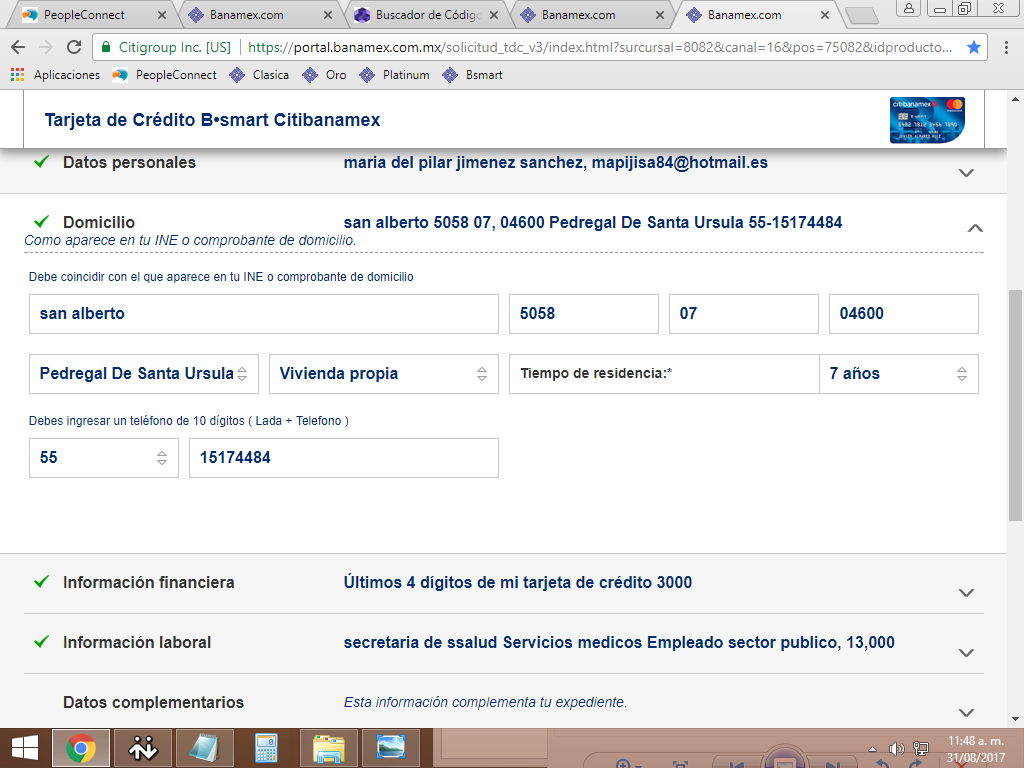 PeopleConnect
Banamex.com
Buscador de Códig
Banamex.com
Banamex.com
Citigroup Inc. [US]
https://portal.banamex.com.mx/solicitud_tdc_v3/index.html?surcursal=8082&canal=16&pos=75082&idproducto...
Aplicaciones
PeopleConnect
Clasica
Oro
Platinum
Bsmart
Tarjeta de Crédito B•smart Citibanamex
citibanamex
Datos personales
maria del pilar jimenez sanchez, mapijisa84@hotmail.es
Domicilio
san alberto 5058 07, 04600 Pedregal De Santa Ursula 55-15174484
Como aparece en tu INE o comprobante de domicilio.
Debe coincidir con el que aparece en tu INE o comprobante de domicilio
san alberto
5058
07
04600
Pedregal De Santa Ursula
Vivienda propia
Tiempo de residencia:*
7 años
Debes ingresar un teléfono de 10 dígitos ( Lada + Telefono )
55
15174484
Información financiera
Últimos 4 dígitos de mi tarjeta de crédito 3000
Información laboral
secretaria de ssalud Servicios medicos Empleado sector publico, 13,000
Datos complementarios
Esta información complementa tu expediente.
11:48 a. m.
31/08/2017